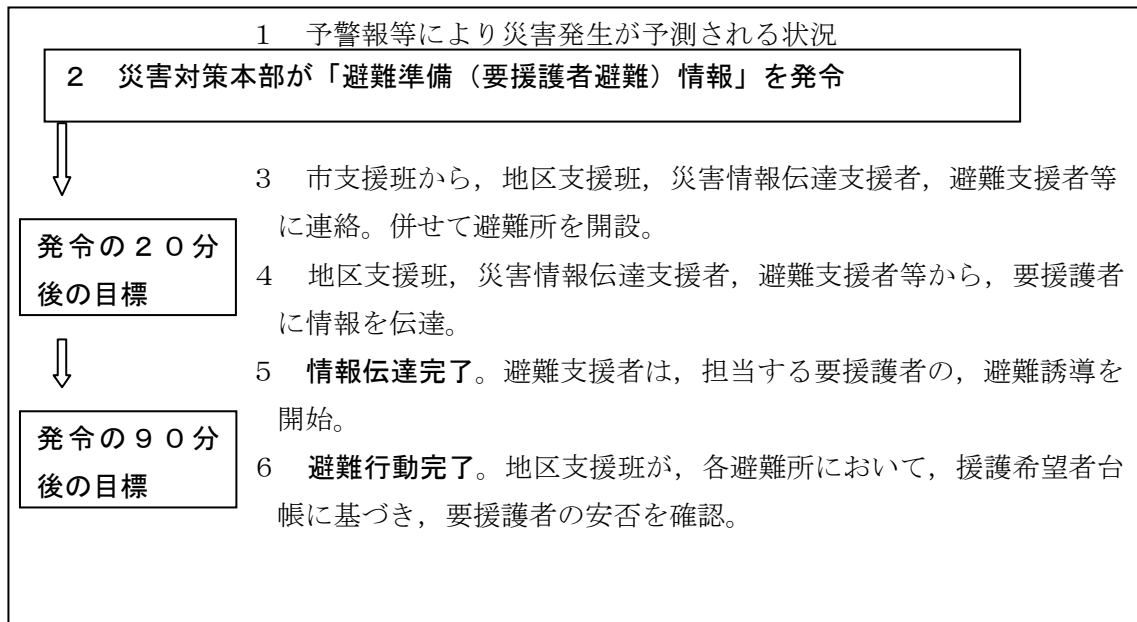 １　予警報等により災害発生が予測される状況
２　災害対策本部が「避難準備（要援護者避難）情報」を発令
３　市支援班から，地区支援班，災害情報伝達支援者，避難支援者等
に連絡。併せて避難所を開設。
発令の２０分
後の目標
４　地区支援班，災害情報伝達支援者，避難支援者等から，要援護者
に情報を伝達。
５　情報伝達完了。避難支援者は，担当する要援護者の，避難誘導を
開始。
発令の９０分
後の目標
６　避難行動完了。地区支援班が，各避難所において，援護希望者台
帳に基づき，要援護者の安否を確認。